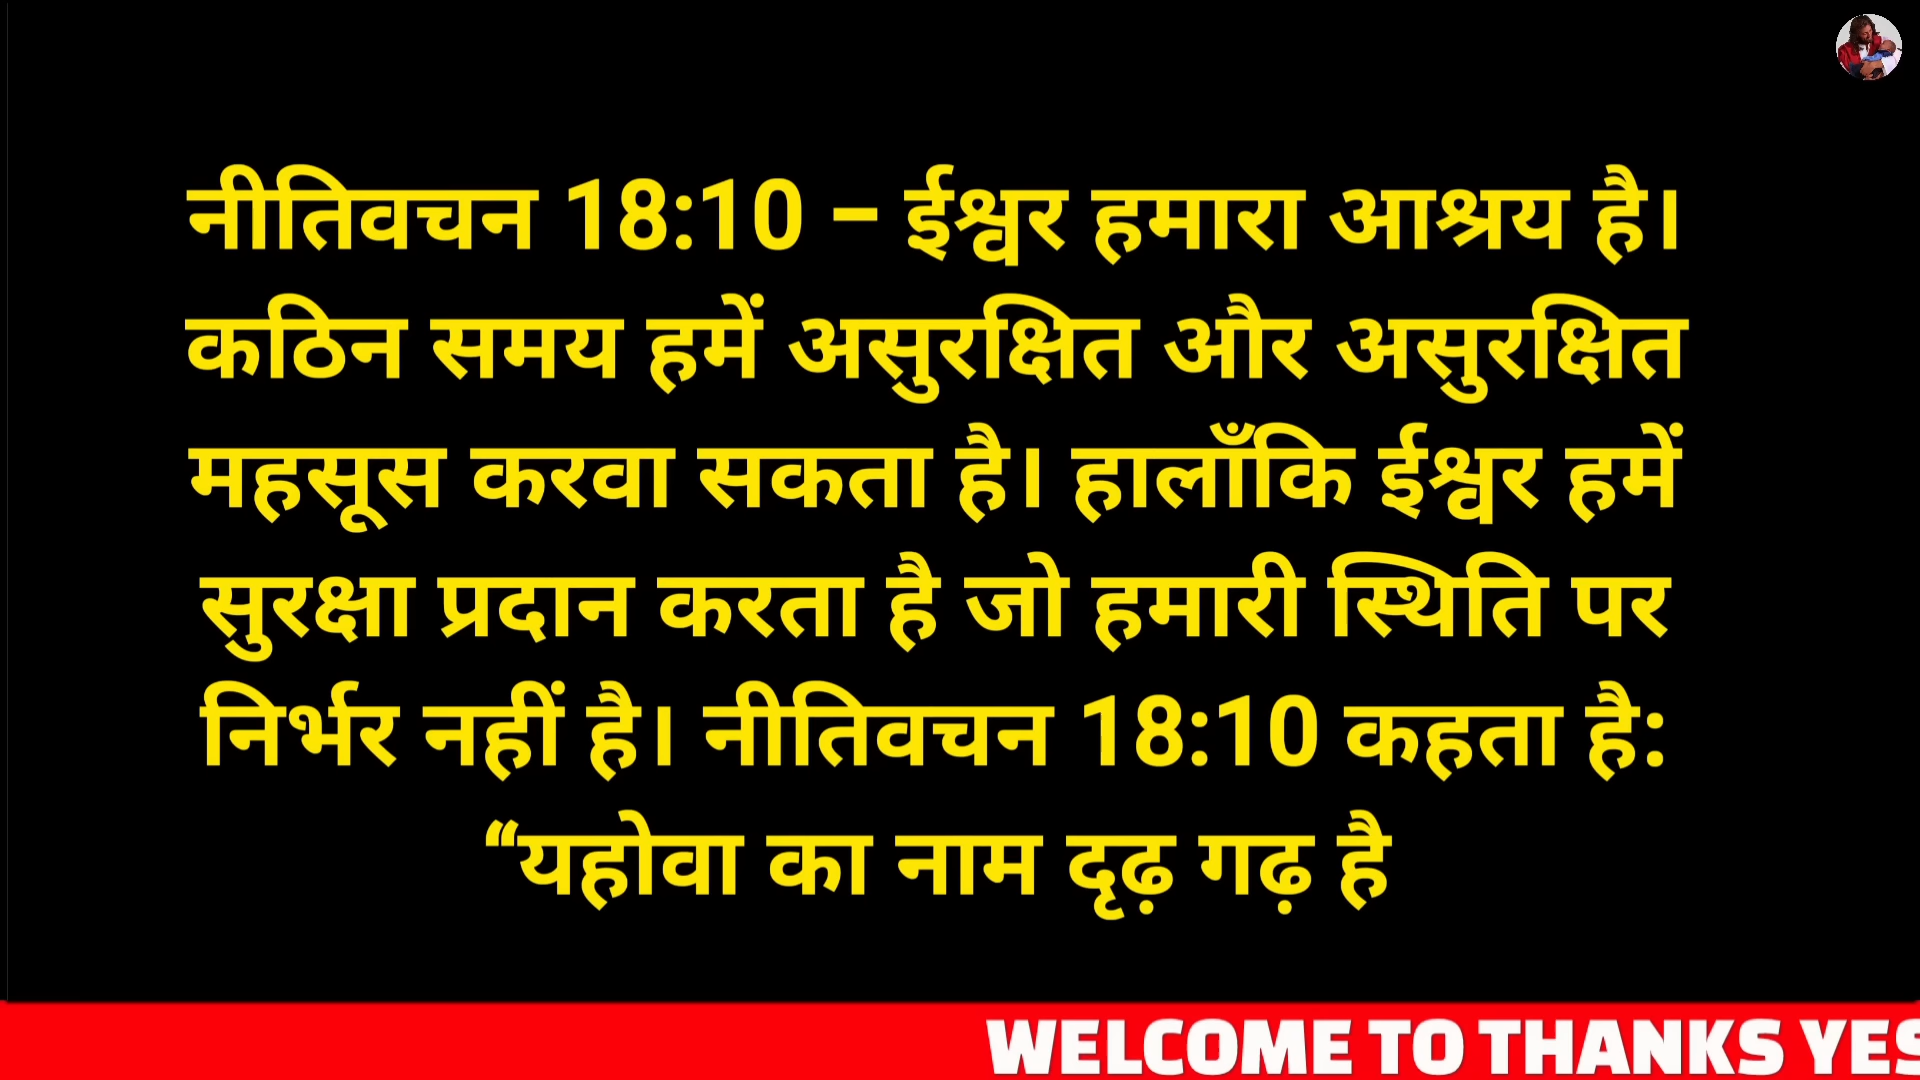 नीतिवचन 18:10 – ईश्वर हमारा आश्रय है।
कठिन समय हमें असुरक्षित और असुरक्षित
महसूस करवा सकता है। हालाँकि ईश्वर हमें
सुरक्षा प्रदान करता है जो हमारी स्थिति पर
निर्भर नहीं है। नीतिवचन 18:10 कहता है:
“यहोवा का नाम दृढ़ गढ़ है
WELCOME TO THANKS YES